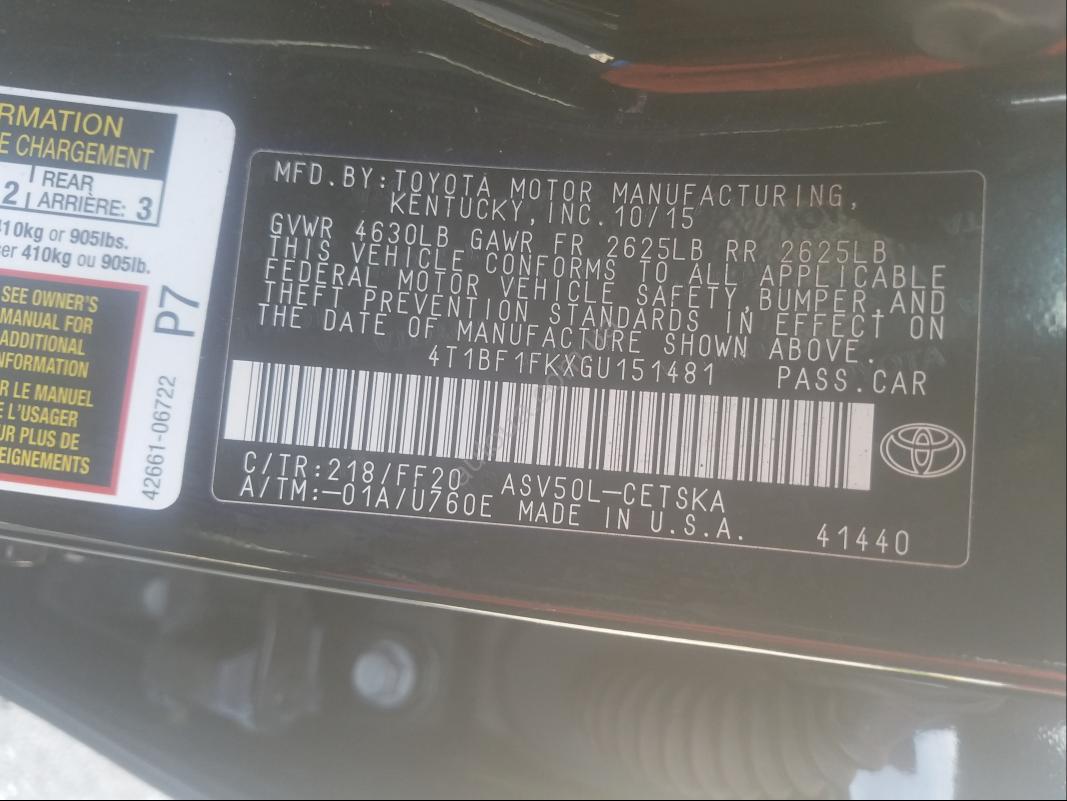 RMATION
E CHARGEMENT
2 REAR
ARRIÈRE: 3
410kg or 905lbs.
ser 410kg ou 905lb.
SEE OWNER'S
MANUAL FOR
ADDITIONAL
INFORMATION
R LE MANUEL
E L'USAGER
UR PLUS DE
EIGNEMENTS
42661-06722
P7
MFD.BY:TOYOTA MOTOR MANUFACTURING,
KENTUCKY, INC. 10/15
GVWR 4630LB GAWR FR 2625LB RR 2625LB
THIS VEHICLE CONFORMS TO ALL APPLICABLE
FEDERAL MOTOR VEHICLE SAFETY, BUMPER, AND
THEFT PREVENTION STANDARDS IN EFFECT ON
THE DATE OF MANUFACTURE SHOWN ABOVE.
4T1BF1FKXGU151481 PASS.CAR
C/TR:218/FF20 ASV50L-CETSKA
A/TM:-01A/U760E MADE IN U.S.A. 41440